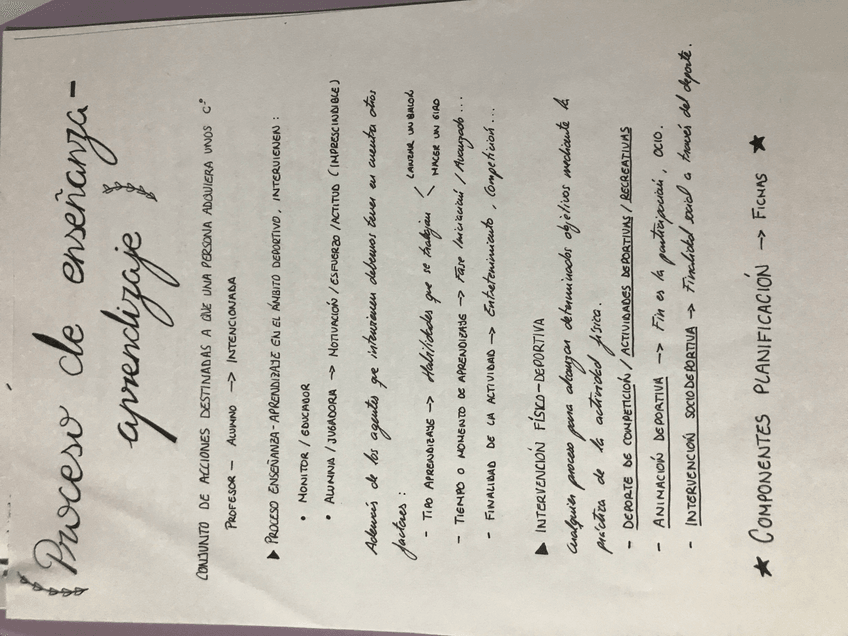 Proceso de enseñanza-
aprendizaje
CONJUNTO DE ACCIONES DESTINADAS A QUE UNA PERSONA ADQUIERA UNOS Cº
PROFESOR — ALUMNO —> INTENCIONADA
▶ PROCESO ENSEÑANZA-APRENDIZAJE EN EL ÁMBITO DEPORTIVO, INTERVIENEN:
• MONITOR / EDUCADOR
• ALUMNA / JUGADORA —> MOTIVACIÓN / ESFUERZO / ACTITUD (IMPRESCINDIBLE)
Además de los agentes que intervienen debemos tener en cuenta otros
factores:
- TIPO APRENDIZAJE —> Habilidades que se trabajan < LANZAR UN BALÓN
HACER UN GIRO
- TIEMPO O MOMENTO DE APRENDIZAJE —> Fase Iniciación / Avanzado...
- FINALIDAD DE LA ACTIVIDAD —> Entretenimiento, Competición...
▶ INTERVENCIÓN FÍSICO-DEPORTIVA
Cualquier proceso para alcanzar determinados objetivos mediante la
práctica de la actividad física.
- DEPORTE DE COMPETICIÓN / ACTIVIDADES DEPORTIVAS / RECREATIVAS
- ANIMACIÓN DEPORTIVA —> Fin es la participación, OCIO.
- INTERVENCIÓN SOCIODEPORTIVA —> Finalidad social a través del deporte.
★ COMPONENTES PLANIFICACIÓN —> FICHAS ★